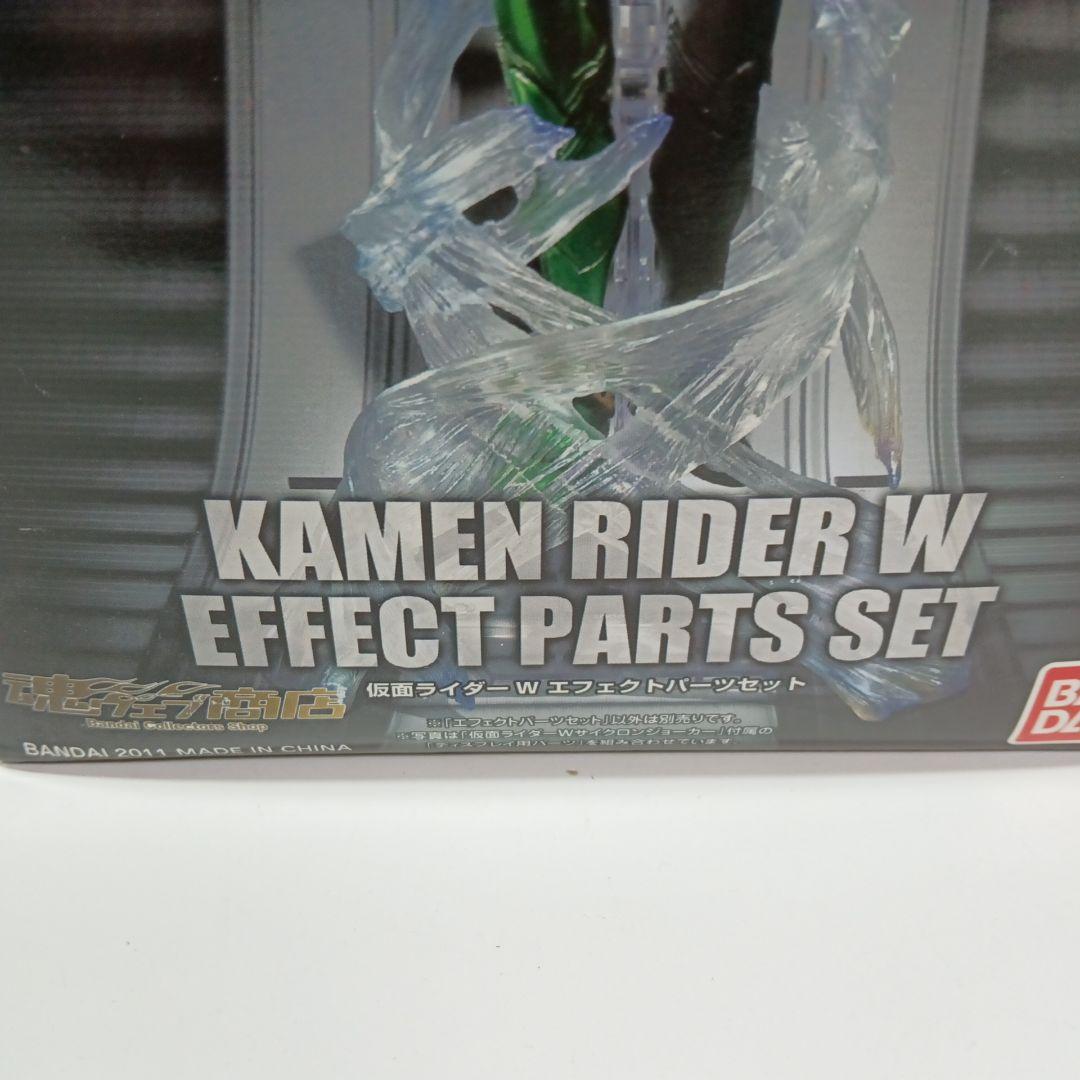 KAMEN RIDER W
EFFECT PARTS SET
仮面ライダー W エフェクトパーツセット
魂ウェブ商店
Bandai Collectors Shop
※「エフェクトパーツセット」以外は別売りです。
※写真は「仮面ライダーWサイクロンジョーカー」付属の
「ディスプレイ用パーツ」を組み合わせています。
BANDAI 2011 MADE IN CHINA